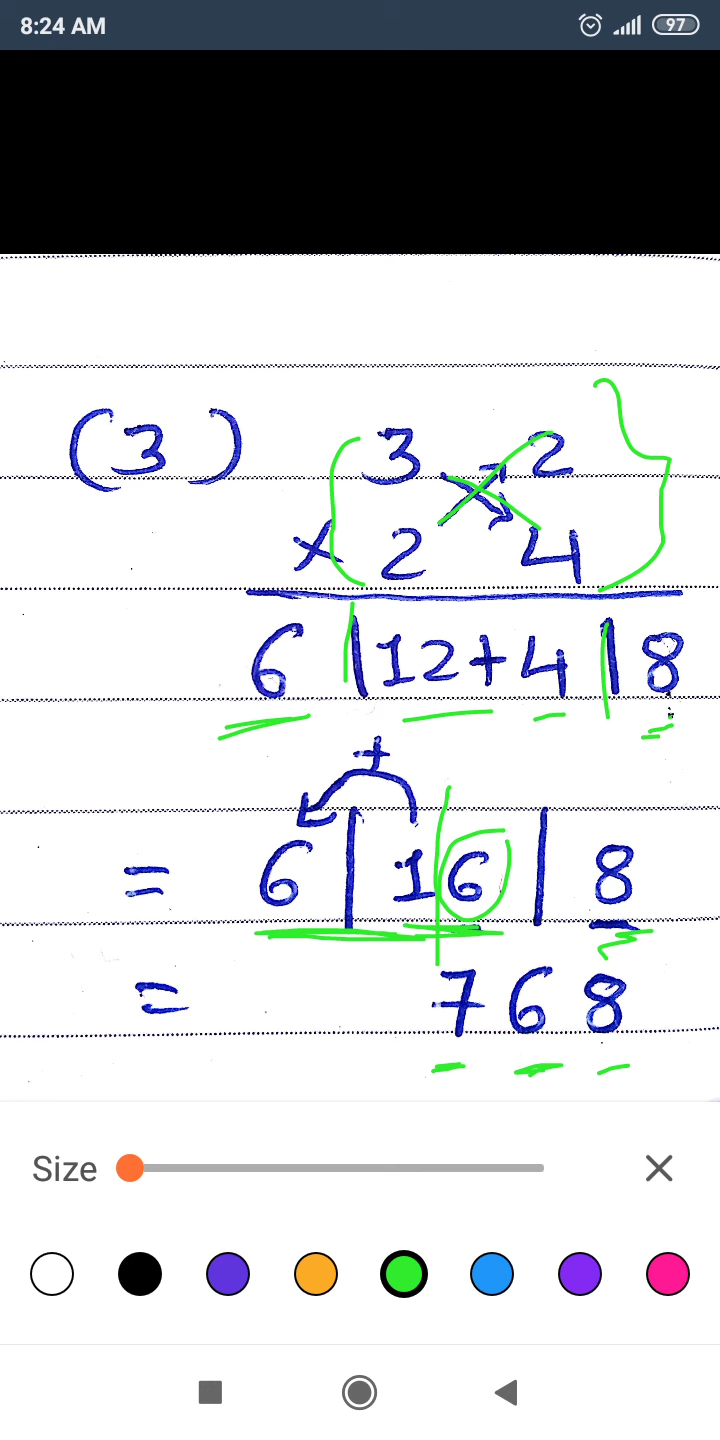 8:24 AM 97
(3) 3 2
× 2 4
6 | 12+4 | 8
+
= 6 | 16 | 8
= 768
Size